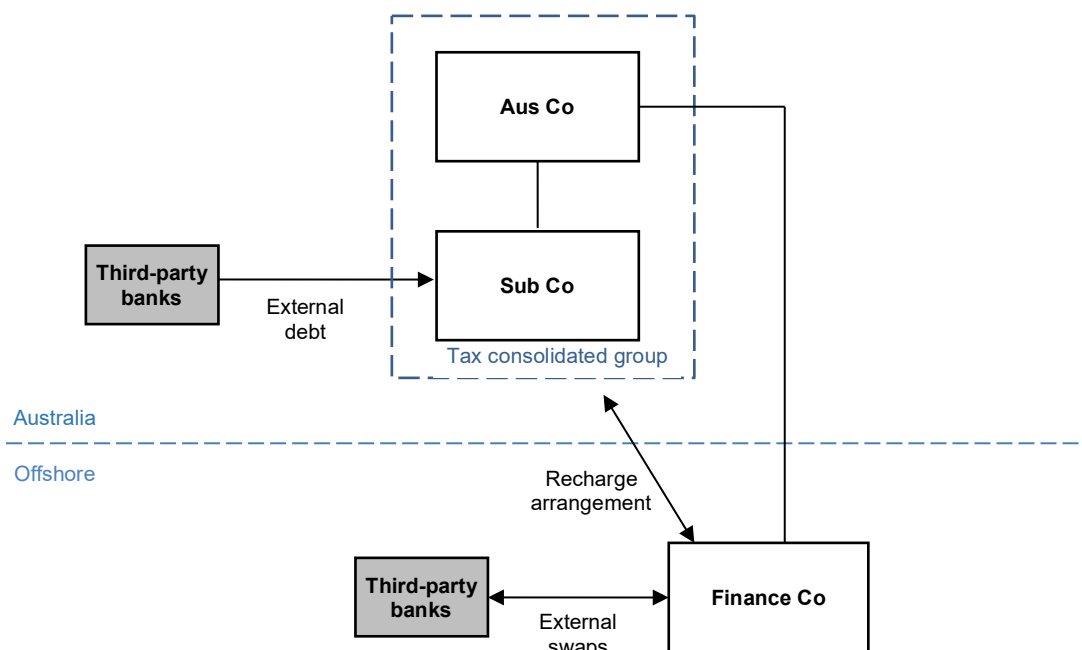 Aus Co
Third-party
banks
Sub Co
External
debt
Tax consolidated group
Australia
Offshore
Recharge
arrangement
Third-party
banks
Finance Co
External
swaps